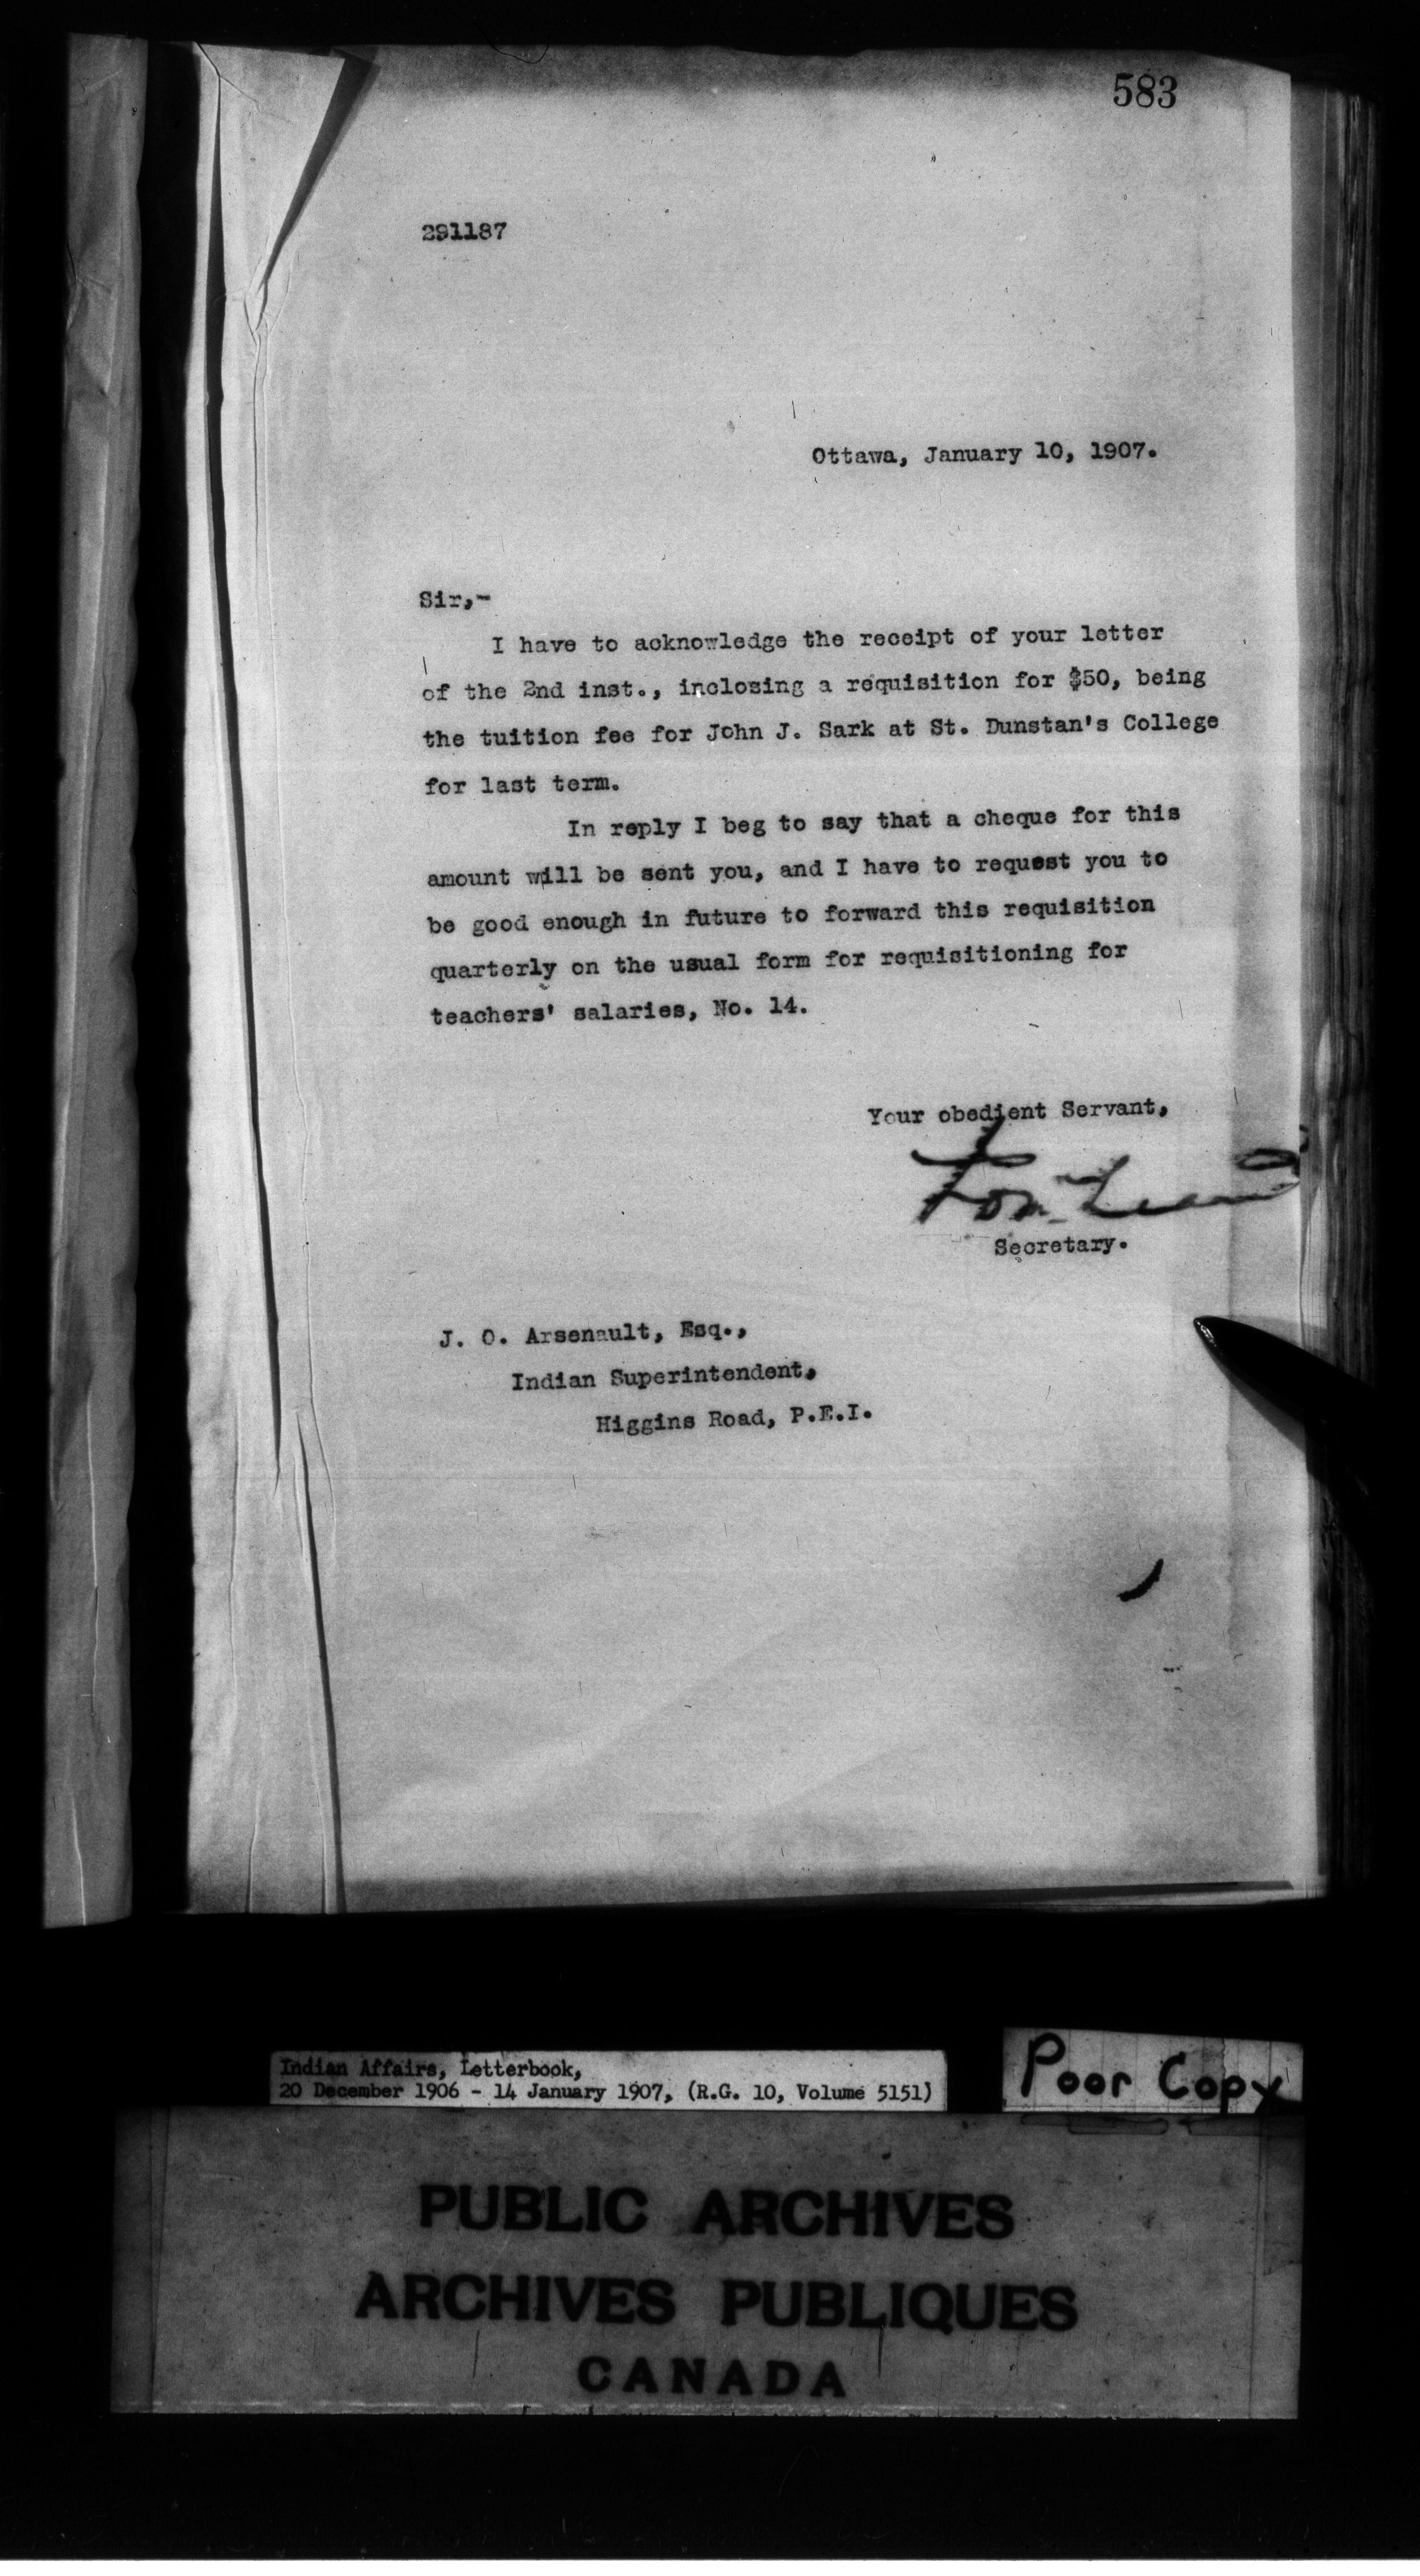 583
291187
Ottawa, January 10, 1907.
Sir,-
I have to acknowledge the receipt of your letter
of the 2nd inst., inclosing a requisition for $50, being
the tuition fee for John J. Sark at St. Dunstan's College
for last term.
In reply I beg to say that a cheque for this
amount will be sent you, and I have to request you to
be good enough in future to forward this requisition
quarterly on the usual form for requisitioning for
teachers' salaries, No. 14.
Your obedient Servant,
Secretary.
J. O. Arsenault, Esq.,
Indian Superintendent,
Higgins Road, P.E.I.
Indian Affairs, Letterbook,
20 December 1906 - 14 January 1907, (R.G. 10, Volume 5151)
Poor Copy
PUBLIC ARCHIVES
ARCHIVES PUBLIQUES
CANADA